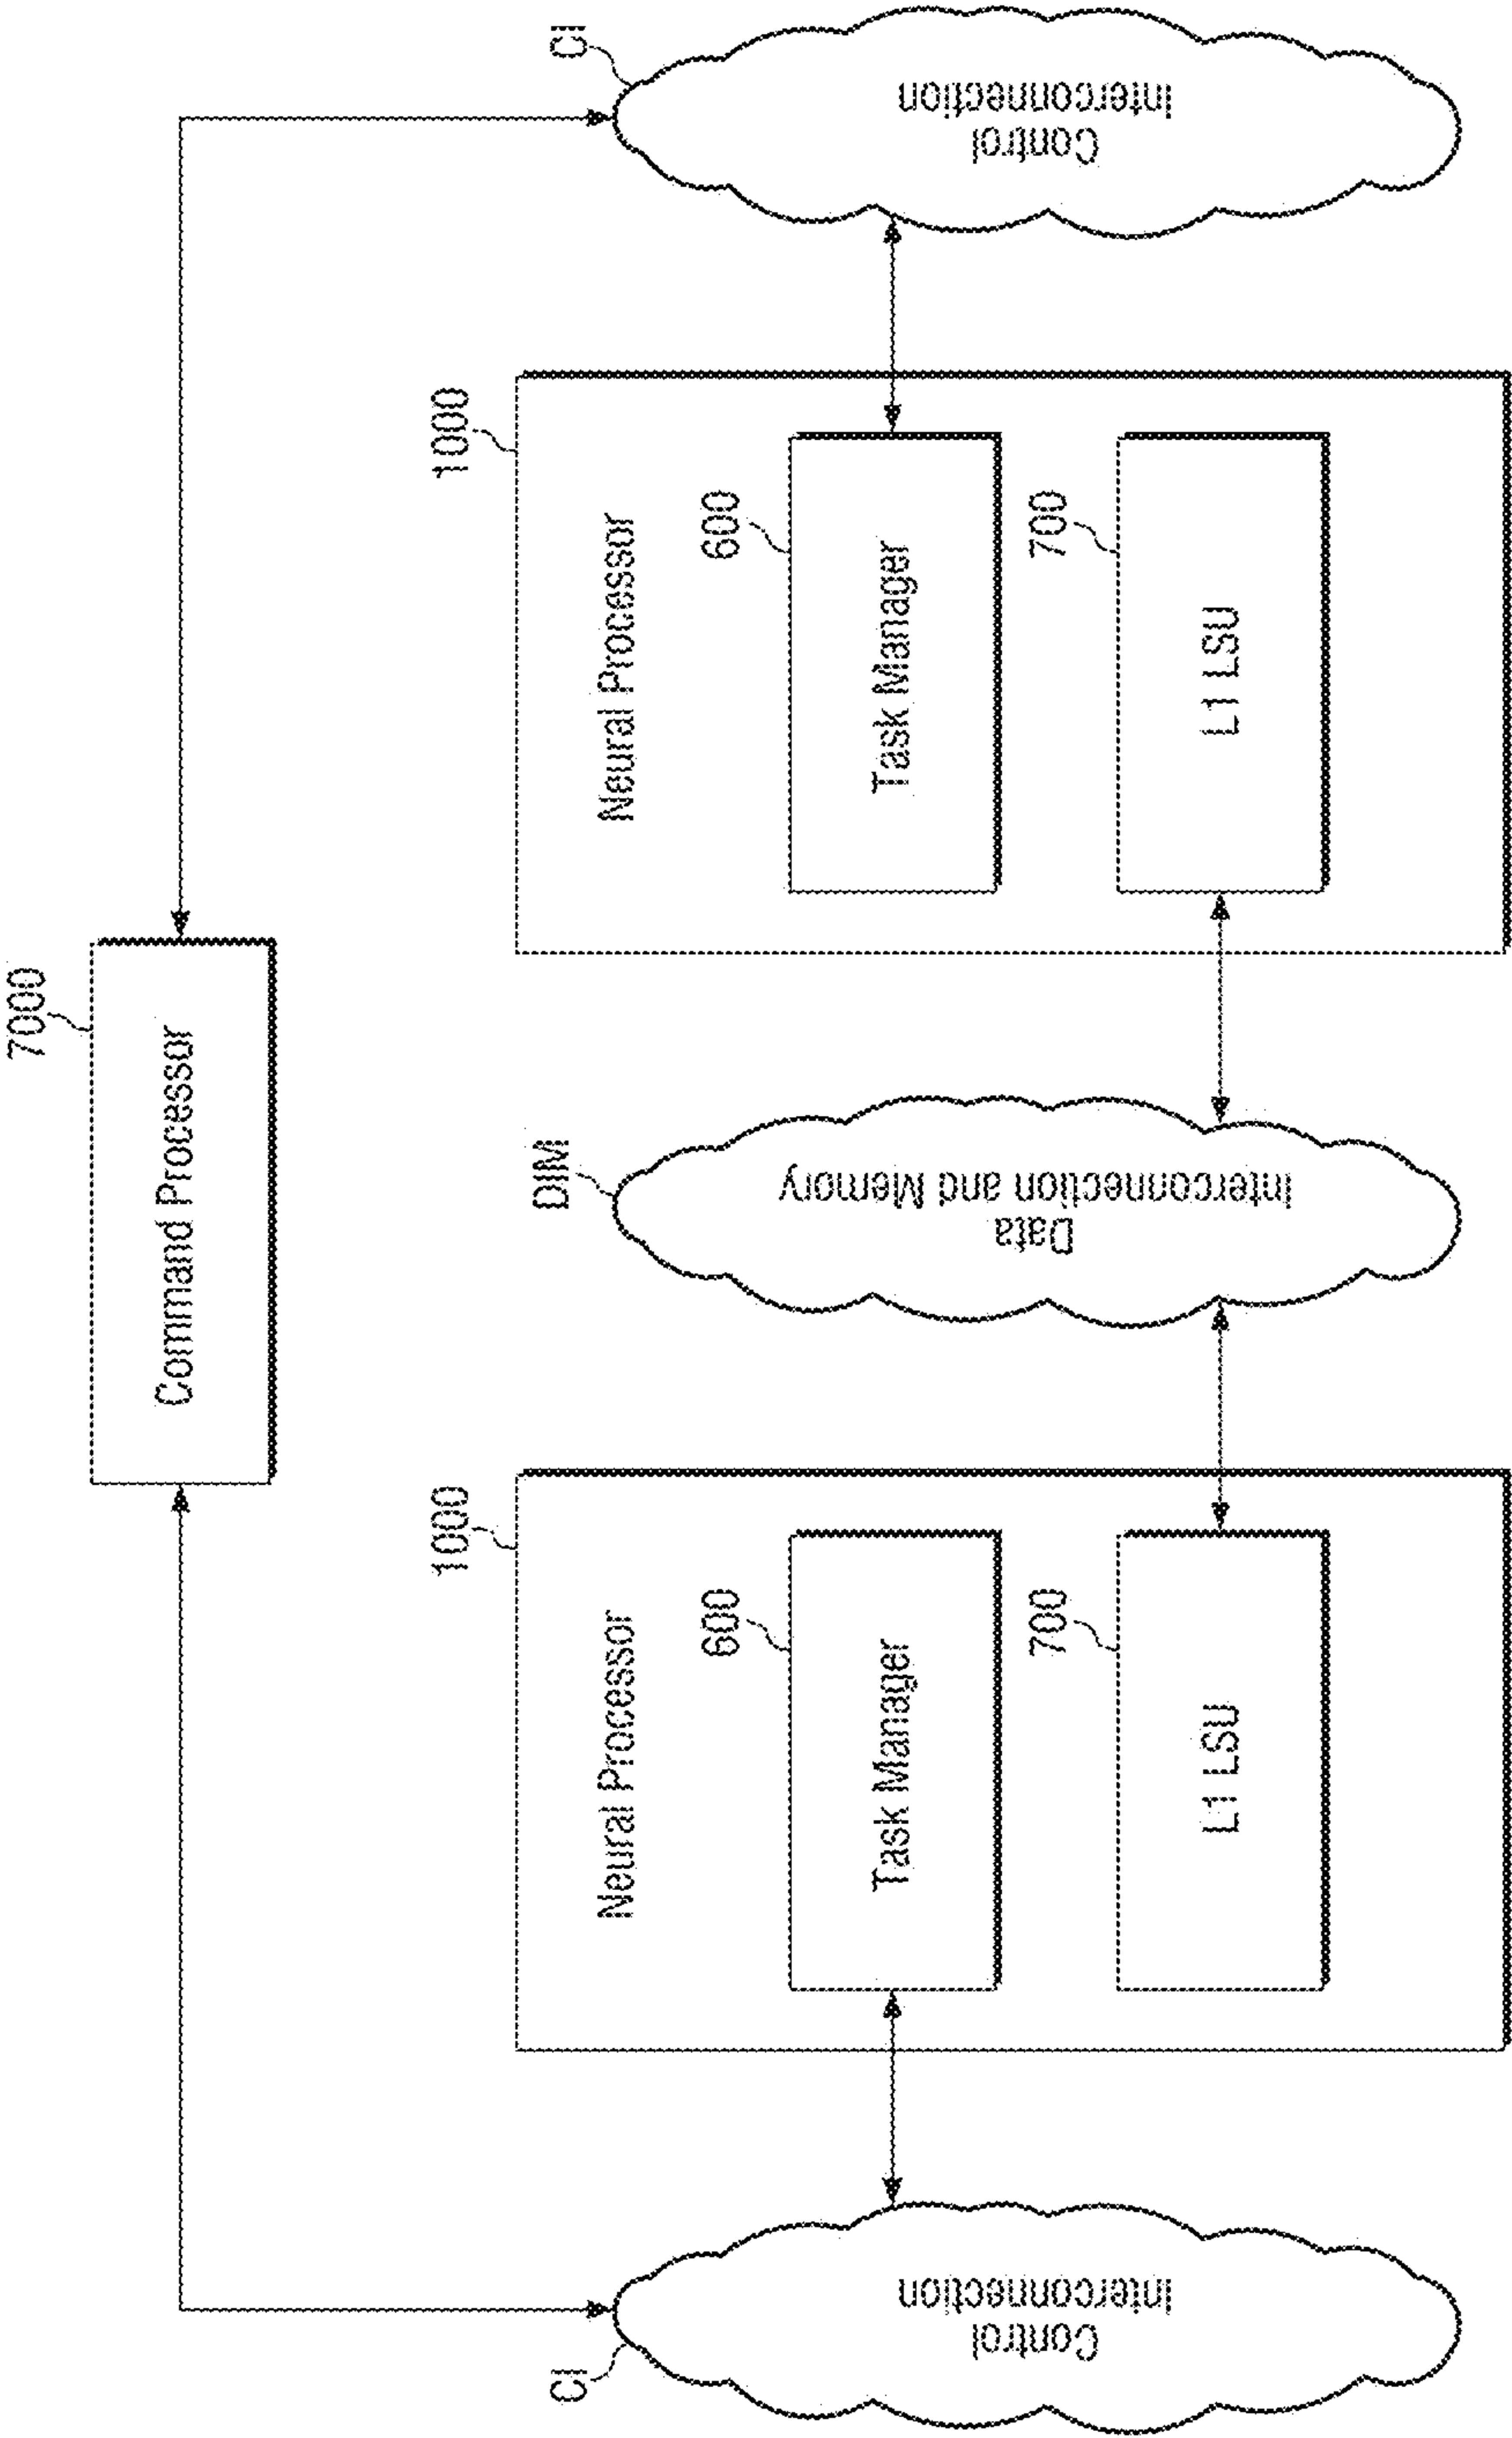 7000
Command Processor
CI
Control
Interconnection
1000
Neural Processor
600
Task Manager
700
L1 LSU
DIM
Data
Interconnection and Memory
1000
Neural Processor
600
Task Manager
700
L1 LSU
CI
Control
Interconnection